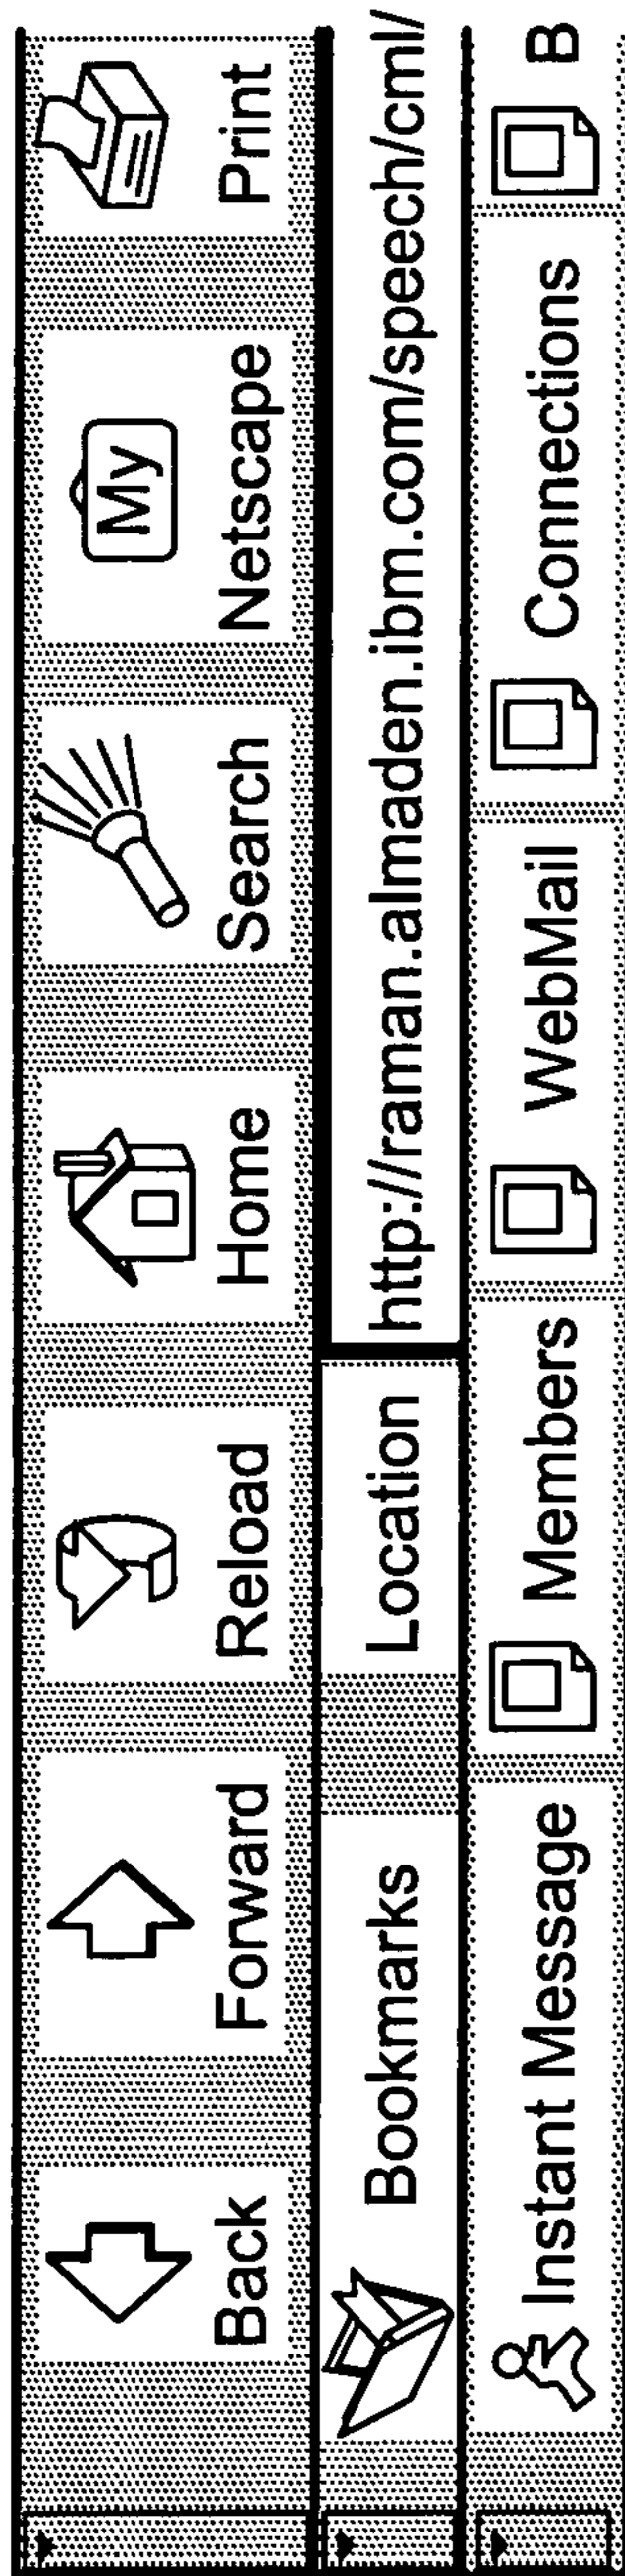 Back Forward Reload Home Search My Netscape Print
Bookmarks Location http://raman.almaden.ibm.com/speech/cml/
Instant Message Members WebMail Connections B